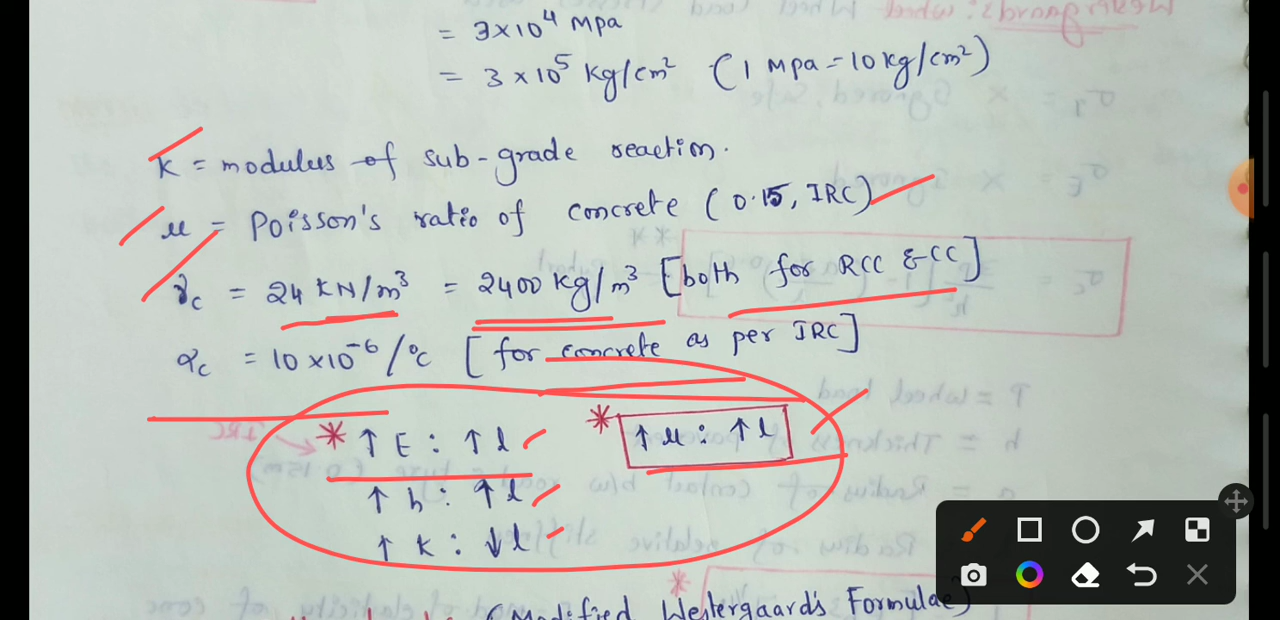 = 3×10⁴ Mpa
= 3×10⁵ Kg/cm² (1 Mpa = 10 kg/cm²)
K = modulus of sub-grade reaction.
μ = Poisson's ratio of concrete (0.15, IRC)
γc = 24 KN/m³ = 2400 kg/m³ [both for RCC & CC]
αc = 10×10⁻⁶/°c [for concrete as per IRC]
* ↑ E : ↑ l * ↑ μ : ↑ l
↑ h : ↑ l
↑ K : ↓ l
(Modified Westergaard's Formulae)